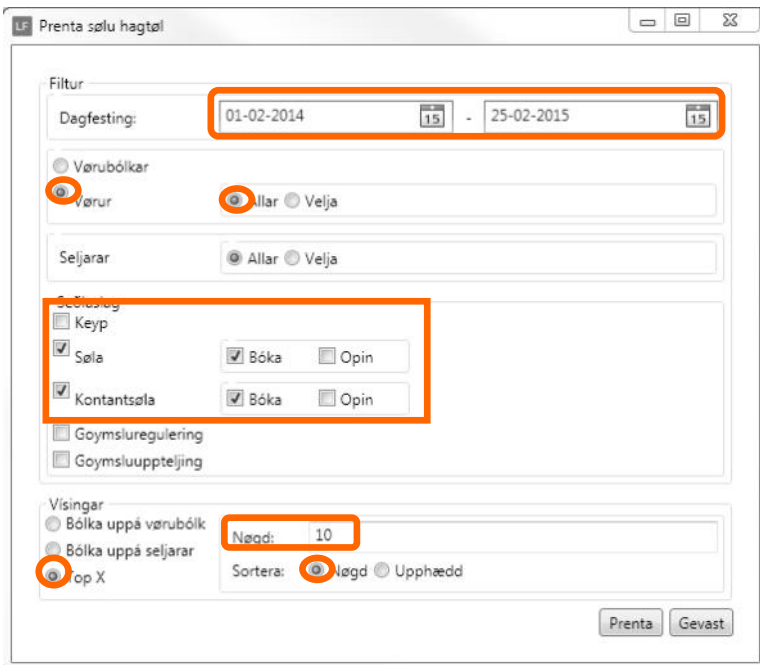 LF Prenta sølu hagtøl
Filtur
Dagfesting: 01-02-2014 15 - 25-02-2015 15
Vørubólkar
Vørur Allar Velja
Seljarar Allar Velja
Keyp
Søla Bóka Opin
Kontantsøla Bóka Opin
Goymsluregulering
Goymsluuppteljing
Vísingar
Bólka uppá vørubólk
Nøgd: 10
Bólka uppá seljarar
Sortera: Nøgd Upphædd
Top X
Prenta Gevast